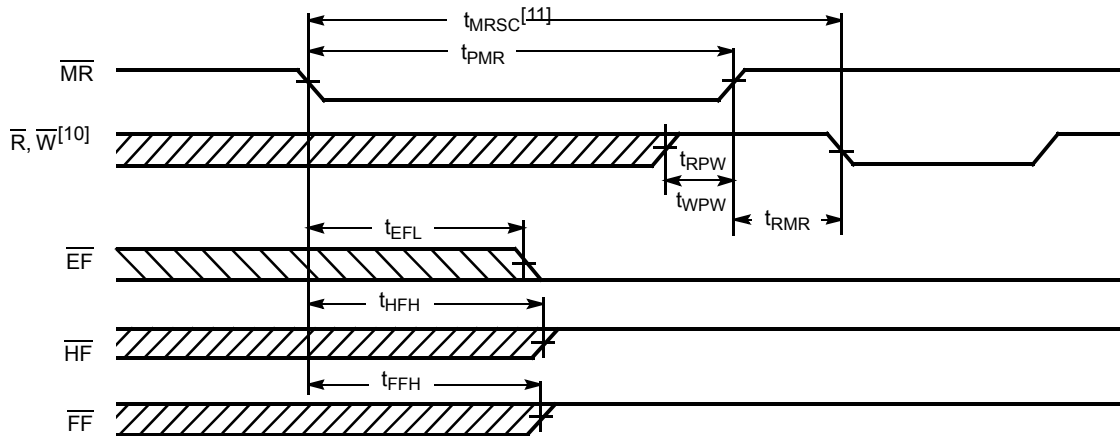 tMRSC[11]
tPMR
MR
R, W[10]
tRPW
tWPW
tRMR
tEFL
EF
tHFH
HF
tFFH
FF